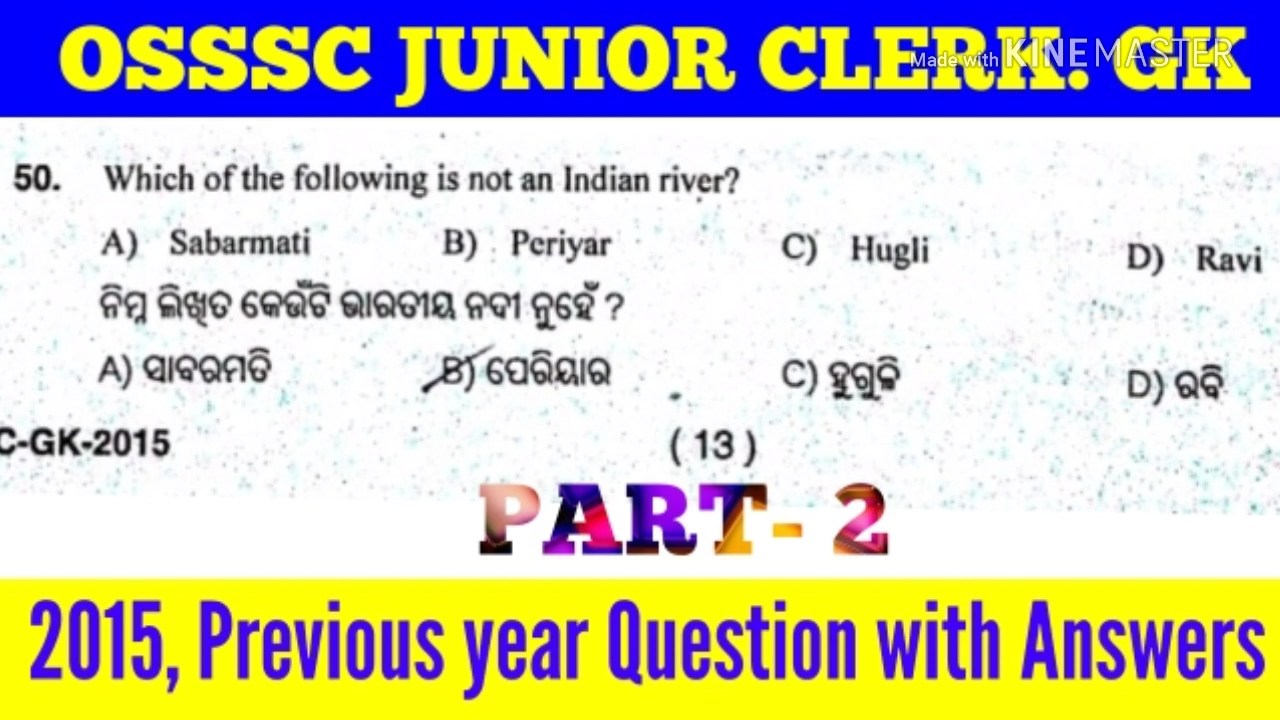 OSSSC JUNIOR CLERK. GK
Made with KINEMASTER
50. Which of the following is not an Indian river?
A) Sabarmati B) Periyar C) Hugli D) Ravi
ନିମ୍ନ ଲିଖିତ କେଉଁଟି ଭାରତୀୟ ନଦୀ ନୁହେଁ ?
A) ସାବରମତି B) ପେରିୟାର C) ହୁଗୁଳି D) ରବି
C-GK-2015 ( 13 )
PART- 2
2015, Previous year Question with Answers